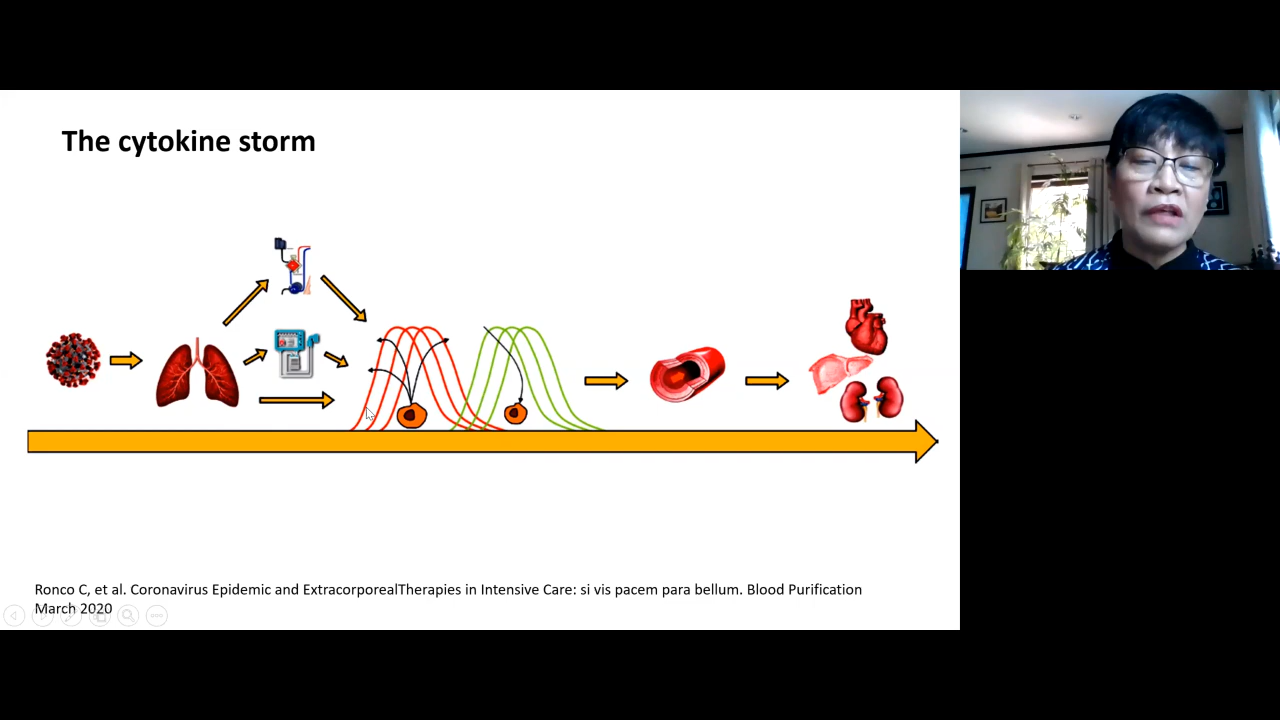 The cytokine storm
Ronco C, et al. Coronavirus Epidemic and ExtracorporealTherapies in Intensive Care: si vis pacem para bellum. Blood Purification
March 2020